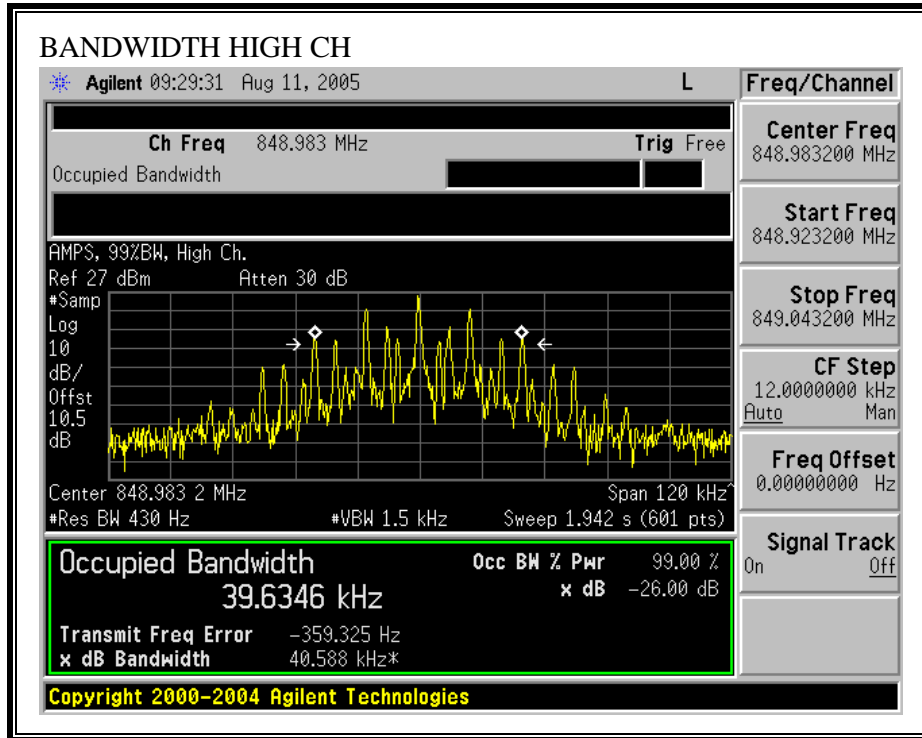 BANDWIDTH HIGH CH
Agilent 09:29:31 Aug 11, 2005 L Freq/Channel
Ch Freq 848.983 MHz Trig Free
Occupied Bandwidth
Center Freq
848.983200 MHz
Start Freq
848.923200 MHz
AMPS, 99%BW, High Ch.
Ref 27 dBm Atten 30 dB
#Samp
Log
10
dB/
Offst
10.5
dB
Stop Freq
849.043200 MHz
CF Step
12.0000000 kHz
Auto Man
Freq Offset
0.00000000 Hz
Center 848.983 2 MHz Span 120 kHz^
#Res BW 430 Hz #VBW 1.5 kHz Sweep 1.942 s (601 pts)
Signal Track
On Off
Occupied Bandwidth Occ BW % Pwr 99.00 %
39.6346 kHz x dB -26.00 dB
Transmit Freq Error -359.325 Hz
x dB Bandwidth 40.588 kHz*
Copyright 2000-2004 Agilent Technologies